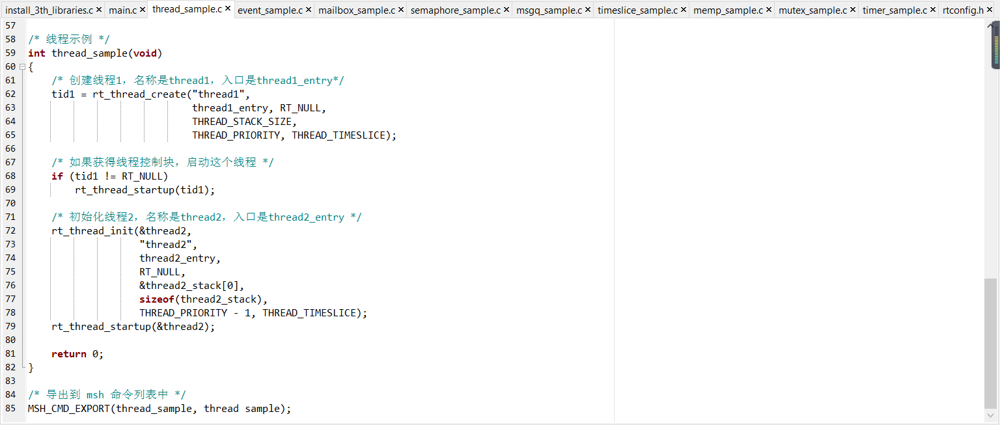 install_3th_libraries.c × main.c × thread_sample.c × event_sample.c × mailbox_sample.c × semaphore_sample.c × msgq_sample.c × timeslice_sample.c × memp_sample.c × mutex_sample.c × timer_sample.c × rtconfig.h ×
57
58 /* 线程示例 */
59 int thread_sample(void)
60 {
61     /* 创建线程1，名称是thread1，入口是thread1_entry*/
62     tid1 = rt_thread_create("thread1",
63                             thread1_entry, RT_NULL,
64                             THREAD_STACK_SIZE,
65                             THREAD_PRIORITY, THREAD_TIMESLICE);
66
67     /* 如果获得线程控制块，启动这个线程 */
68     if (tid1 != RT_NULL)
69         rt_thread_startup(tid1);
70
71     /* 初始化线程2，名称是thread2，入口是thread2_entry */
72     rt_thread_init(&thread2,
73                    "thread2",
74                    thread2_entry,
75                    RT_NULL,
76                    &thread2_stack[0],
77                    sizeof(thread2_stack),
78                    THREAD_PRIORITY - 1, THREAD_TIMESLICE);
79     rt_thread_startup(&thread2);
80
81     return 0;
82 }
83
84 /* 导出到 msh 命令列表中 */
85 MSH_CMD_EXPORT(thread_sample, thread sample);